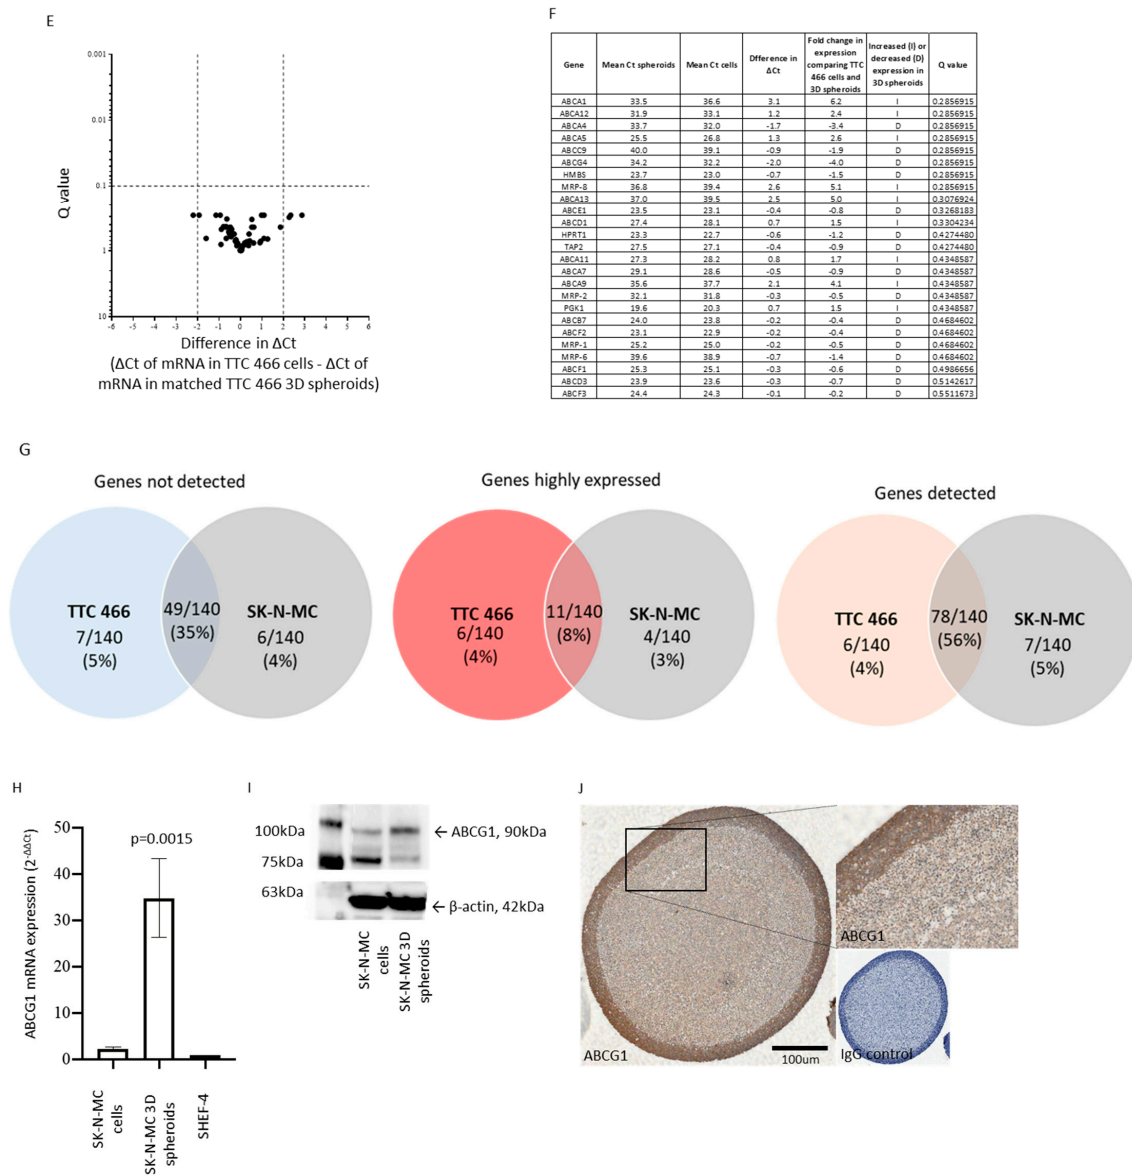 E
0.001
0.01
0.1
1
10
Q value
-6 -5 -4 -3 -2 -1 0 1 2 3 4 5 6
Difference in ΔCt
(ΔCt of mRNA in TTC 466 cells - ΔCt of
mRNA in matched TTC 466 3D spheroids)
F
Gene Mean Ct spheroids Mean Ct cells Dfference in ΔCt Fold change in expression comparing TTC 466 cells and 3D spheroids Increased (I) or decreased (D) expression in 3D spheroids Q value
ABCA1 33.5 36.6 3.1 6.2 I 0.2856915
ABCA12 31.9 33.1 1.2 2.4 I 0.2856915
ABCA4 33.7 32.0 -1.7 -3.4 D 0.2856915
ABCA5 25.5 26.8 1.3 2.6 I 0.2856915
ABCC9 40.0 39.1 -0.9 -1.9 D 0.2856915
ABCG4 34.2 32.2 -2.0 -4.0 D 0.2856915
HMBS 23.7 23.0 -0.7 -1.5 D 0.2856915
MRP-8 36.8 39.4 2.6 5.1 I 0.2856915
ABCA13 37.0 39.5 2.5 5.0 I 0.3076924
ABCE1 23.5 23.1 -0.4 -0.8 D 0.3268183
ABCD1 27.4 28.1 0.7 1.5 I 0.3304234
HPRT1 23.3 22.7 -0.6 -1.2 D 0.4274480
TAP2 27.5 27.1 -0.4 -0.9 D 0.4274480
ABCA11 27.3 28.2 0.8 1.7 I 0.4348587
ABCA7 29.1 28.6 -0.5 -0.9 D 0.4348587
ABCA9 35.6 37.7 2.1 4.1 I 0.4348587
MRP-2 32.1 31.8 -0.3 -0.5 D 0.4348587
PGK1 19.6 20.3 0.7 1.5 I 0.4348587
ABCB7 24.0 23.8 -0.2 -0.4 D 0.4684602
ABCF2 23.1 22.9 -0.2 -0.4 D 0.4684602
MRP-1 25.2 25.0 -0.2 -0.5 D 0.4684602
MRP-6 39.6 38.9 -0.7 -1.4 D 0.4684602
ABCF1 25.3 25.1 -0.3 -0.6 D 0.4986656
ABCD3 23.9 23.6 -0.3 -0.7 D 0.5142617
ABCF3 24.4 24.3 -0.1 -0.2 D 0.5511673
G
Genes not detected
TTC 466
7/140
(5%)
49/140
(35%)
SK-N-MC
6/140
(4%)
Genes highly expressed
TTC 466
6/140
(4%)
11/140
(8%)
SK-N-MC
4/140
(3%)
Genes detected
TTC 466
6/140
(4%)
78/140
(56%)
SK-N-MC
7/140
(5%)
H
ABCG1 mRNA expression (2-ΔΔCt)
50
40
30
20
10
0
p=0.0015
SK-N-MC
cells
SK-N-MC 3D
spheroids
SHEF-4
I
100kDa
75kDa
63kDa
← ABCG1, 90kDa
← β-actin, 42kDa
SK-N-MC
cells
SK-N-MC 3D
spheroids
J
ABCG1
100um
ABCG1
IgG control